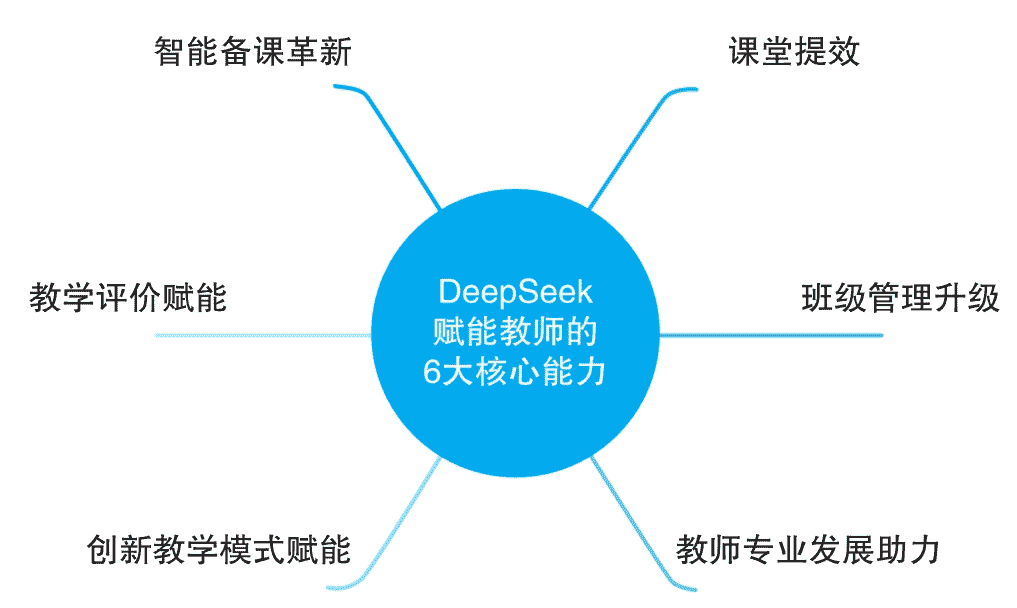 智能备课革新
课堂提效
教学评价赋能
DeepSeek
赋能教师的
6大核心能力
班级管理升级
创新教学模式赋能
教师专业发展助力